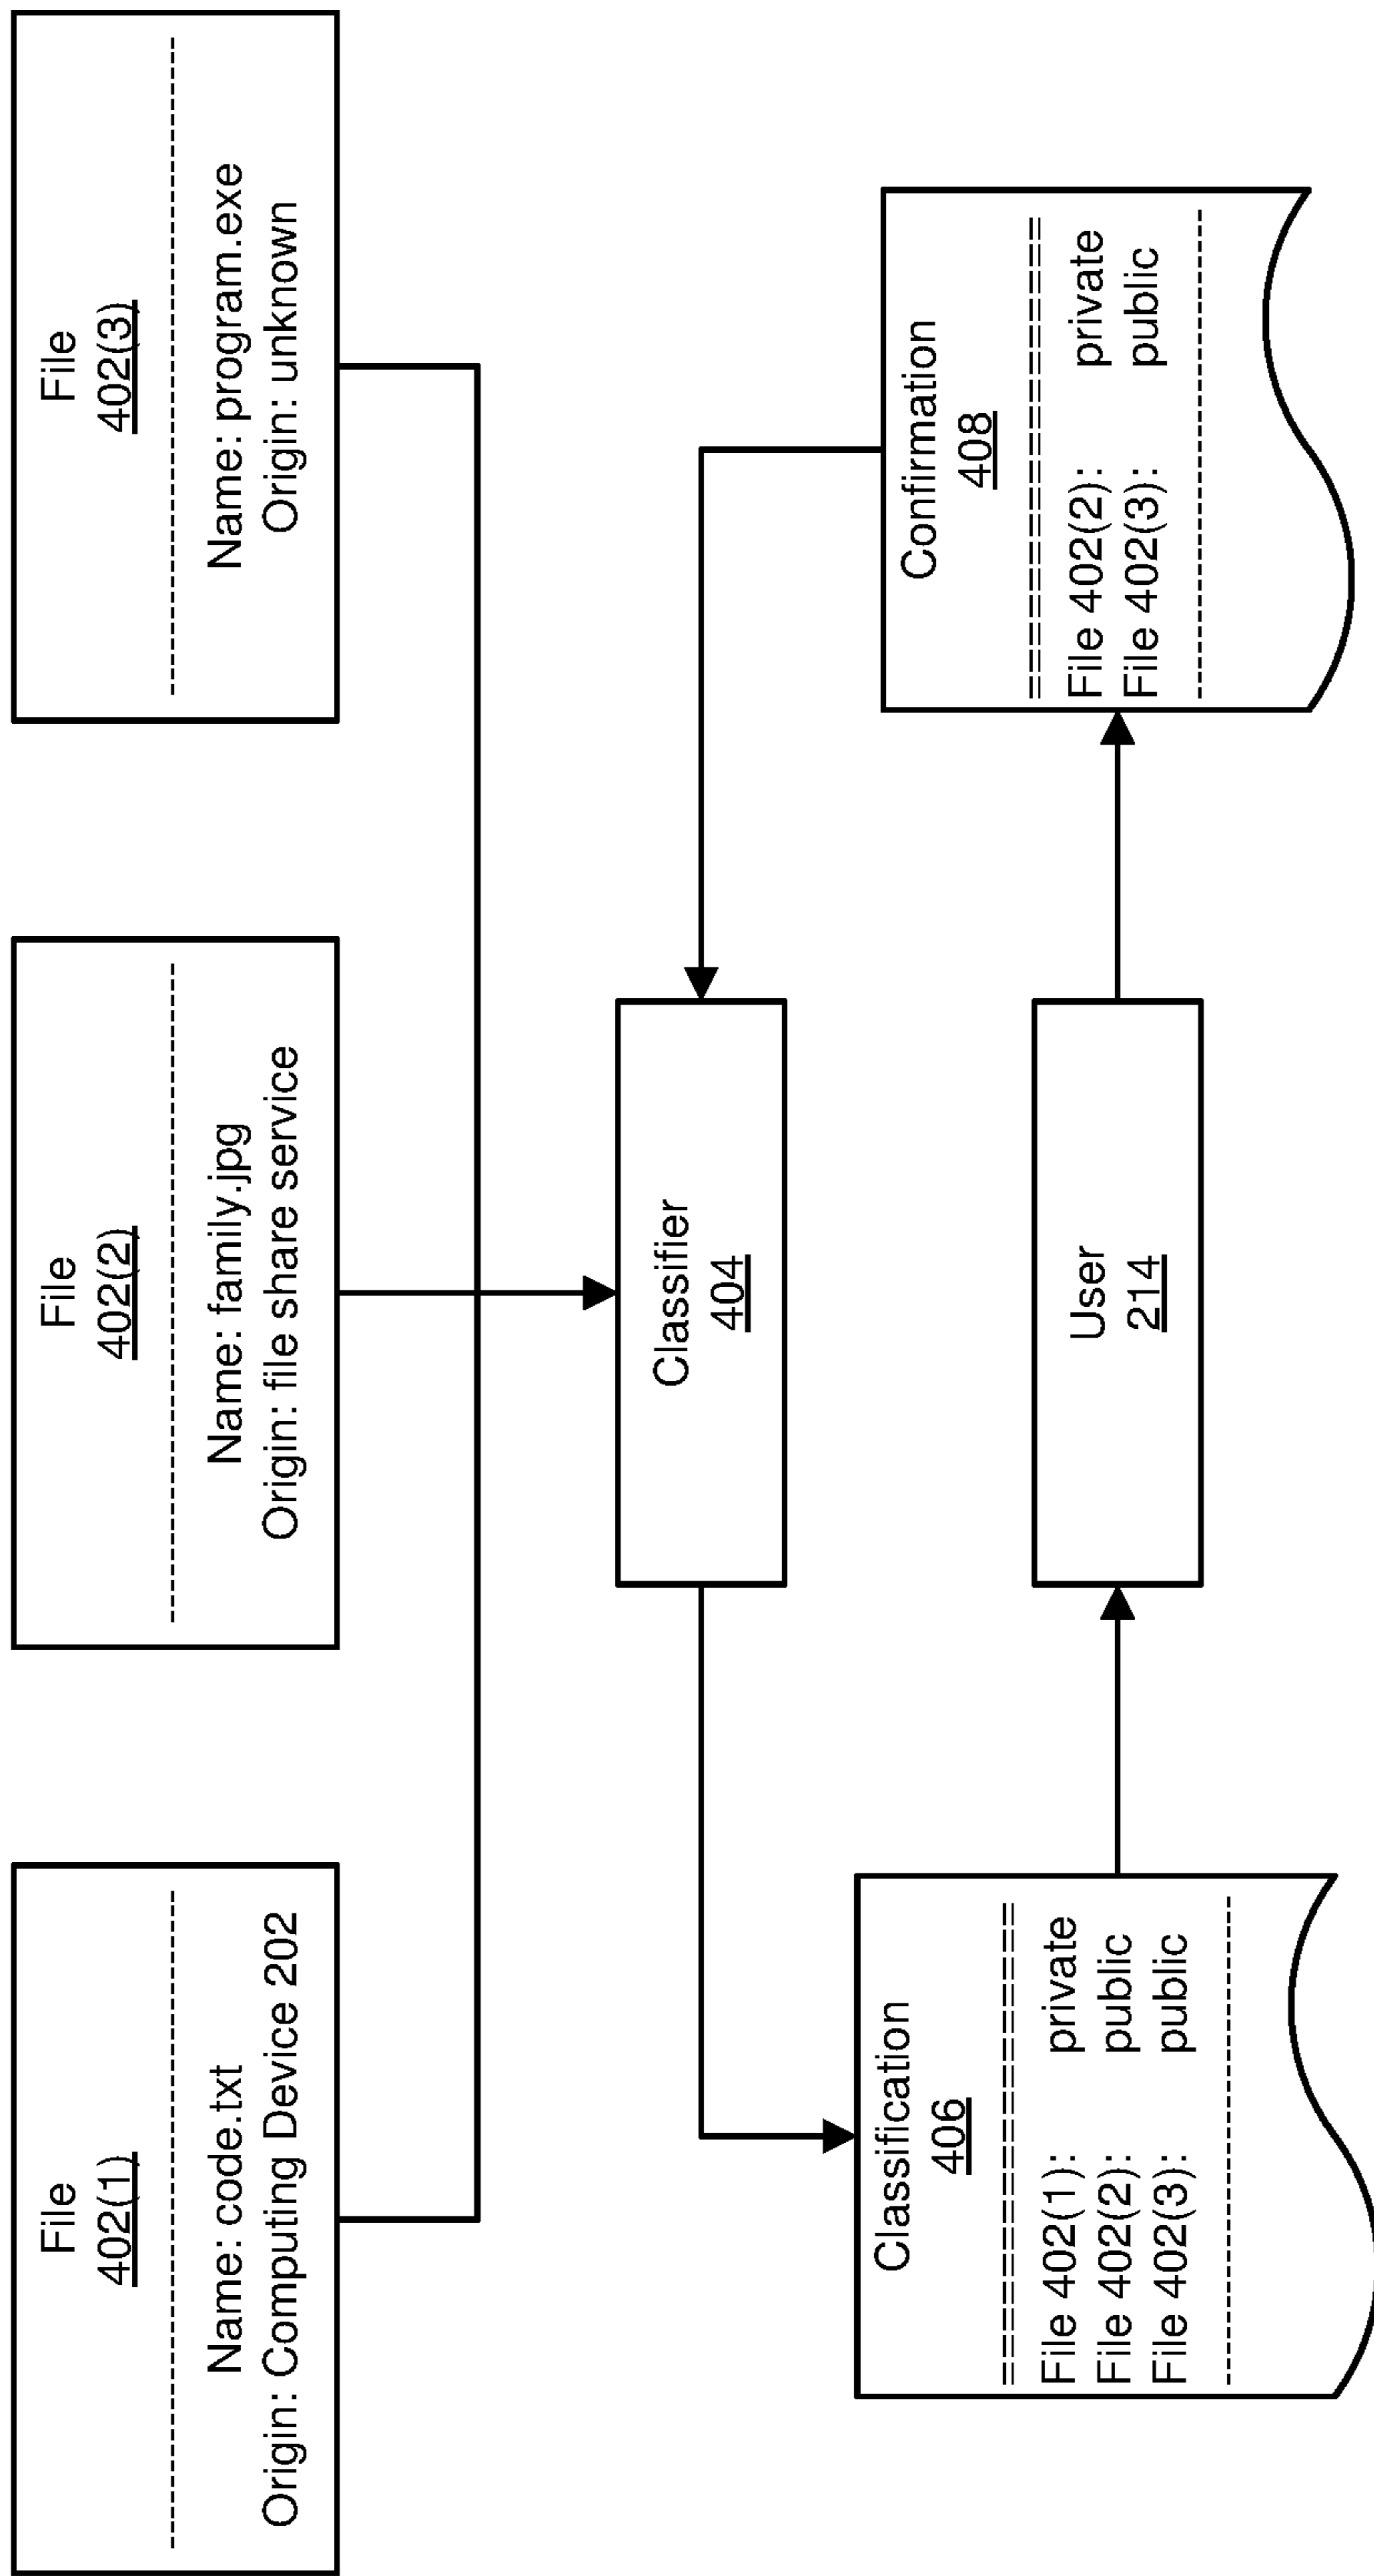 File
402(1)
Name: code.txt
Origin: Computing Device 202
File
402(2)
Name: family.jpg
Origin: file share service
File
402(3)
Name: program.exe
Origin: unknown
Classifier
404
Classification
406
File 402(1): private
File 402(2): public
File 402(3): public
User
214
Confirmation
408
File 402(2): private
File 402(3): public